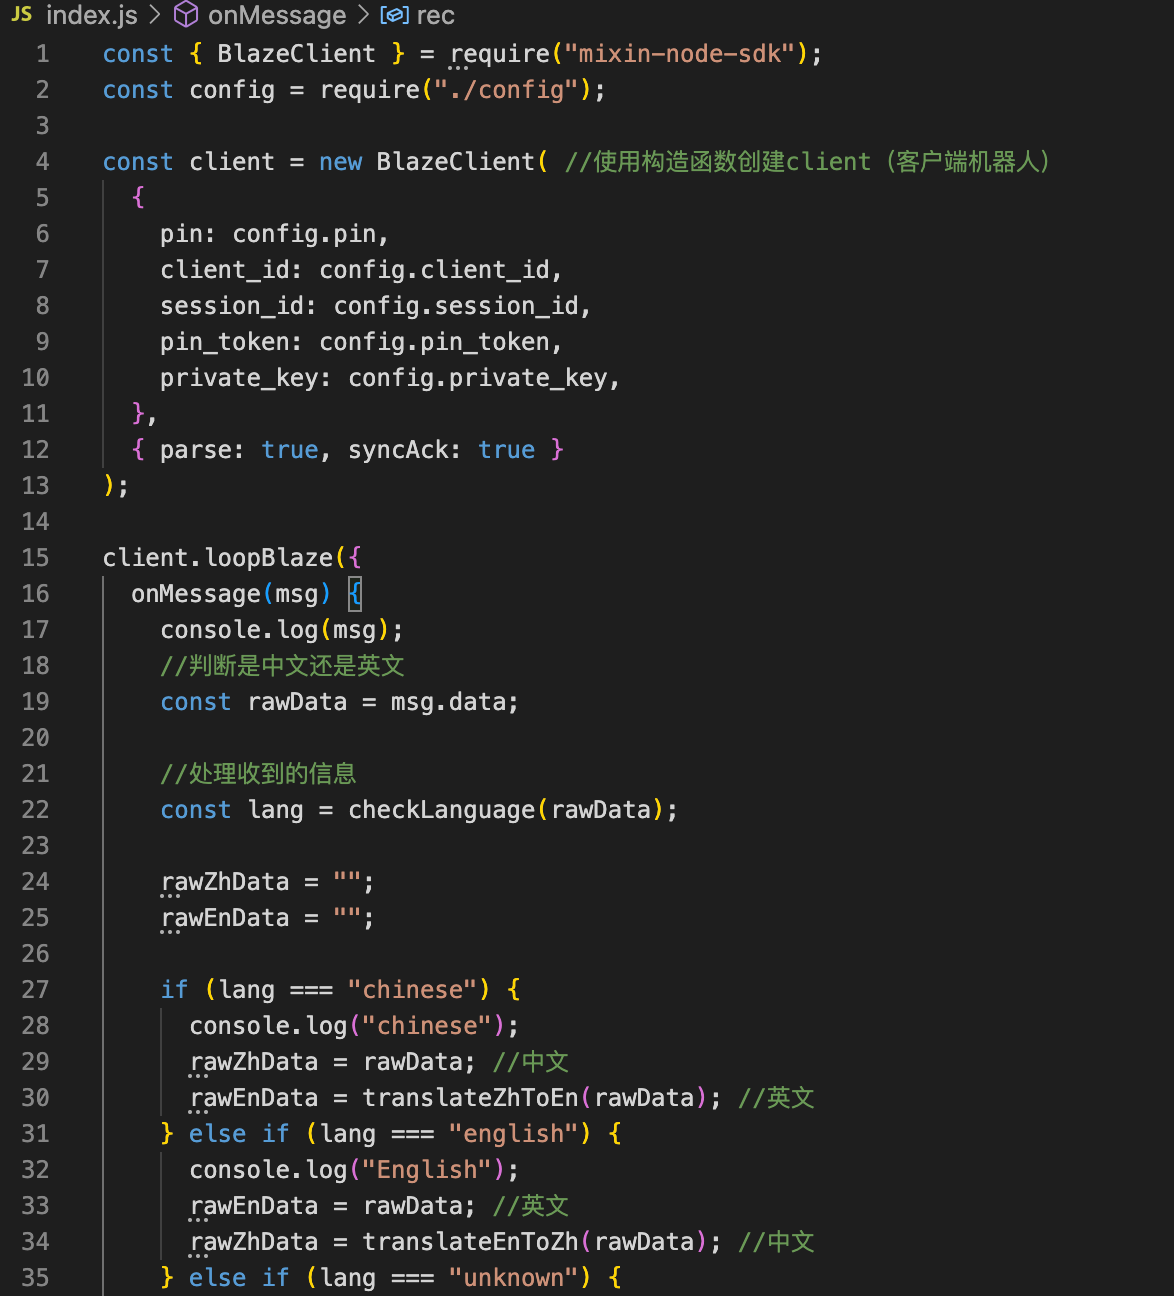 JS index.js > onMessage > rec
1 const { BlazeClient } = require("mixin-node-sdk");
2 const config = require("./config");
3
4 const client = new BlazeClient( //使用构造函数创建client（客户端机器人）
5 {
6 pin: config.pin,
7 client_id: config.client_id,
8 session_id: config.session_id,
9 pin_token: config.pin_token,
10 private_key: config.private_key,
11 },
12 { parse: true, syncAck: true }
13 );
14
15 client.loopBlaze({
16 onMessage(msg) {
17 console.log(msg);
18 //判断是中文还是英文
19 const rawData = msg.data;
20
21 //处理收到的信息
22 const lang = checkLanguage(rawData);
23
24 rawZhData = "";
25 rawEnData = "";
26
27 if (lang === "chinese") {
28 console.log("chinese");
29 rawZhData = rawData; //中文
30 rawEnData = translateZhToEn(rawData); //英文
31 } else if (lang === "english") {
32 console.log("English");
33 rawEnData = rawData; //英文
34 rawZhData = translateEnToZh(rawData); //中文
35 } else if (lang === "unknown") {